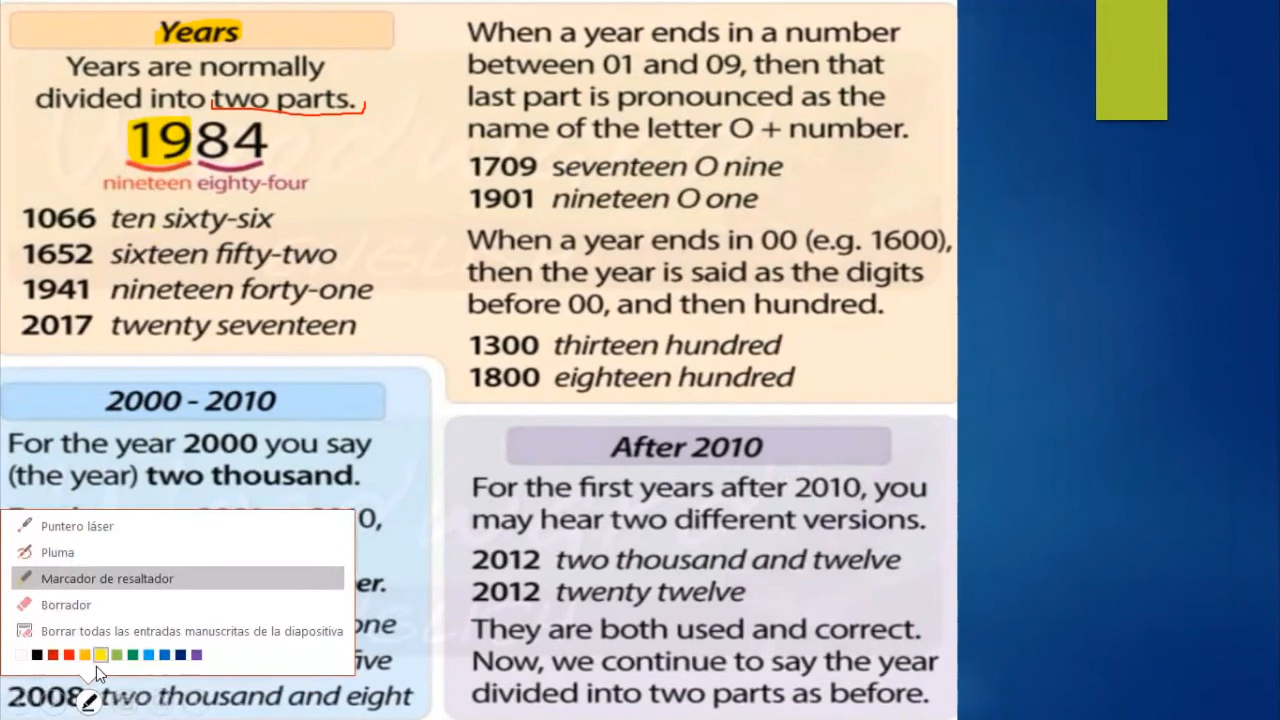 Years
Years are normally
divided into two parts.
1984
nineteen eighty-four
1066 ten sixty-six
1652 sixteen fifty-two
1941 nineteen forty-one
2017 twenty seventeen
When a year ends in a number
between 01 and 09, then that
last part is pronounced as the
name of the letter O + number.
1709 seventeen O nine
1901 nineteen O one
When a year ends in 00 (e.g. 1600),
then the year is said as the digits
before 00, and then hundred.
1300 thirteen hundred
1800 eighteen hundred
2000 - 2010
For the year 2000 you say
(the year) two thousand.
0,
er.
one
five
2008 two thousand and eight
Puntero láser
Pluma
Marcador de resaltador
Borrador
Borrar todas las entradas manuscritas de la diapositiva
After 2010
For the first years after 2010, you
may hear two different versions.
2012 two thousand and twelve
2012 twenty twelve
They are both used and correct.
Now, we continue to say the year
divided into two parts as before.